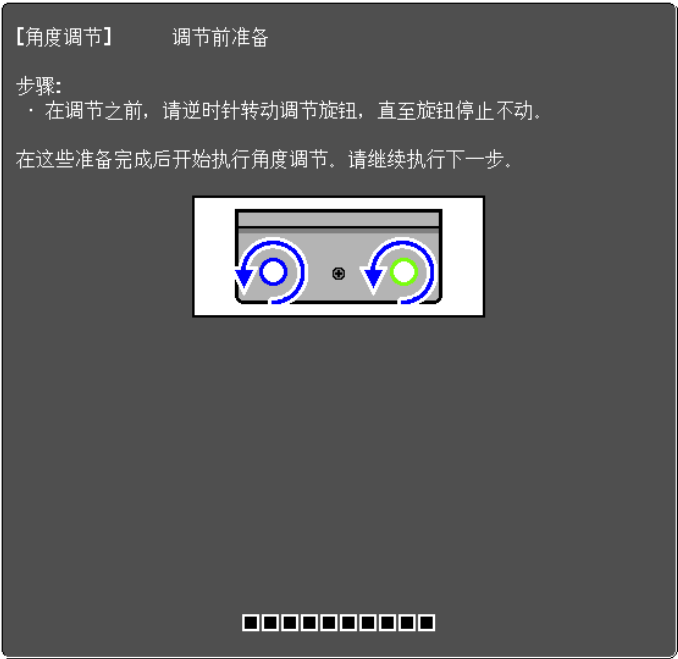 [角度调节] 调节前准备
步骤:
· 在调节之前，请逆时针转动调节旋钮，直至旋钮停止不动.
在这些准备完成后开始执行角度调节. 请继续执行下一步.